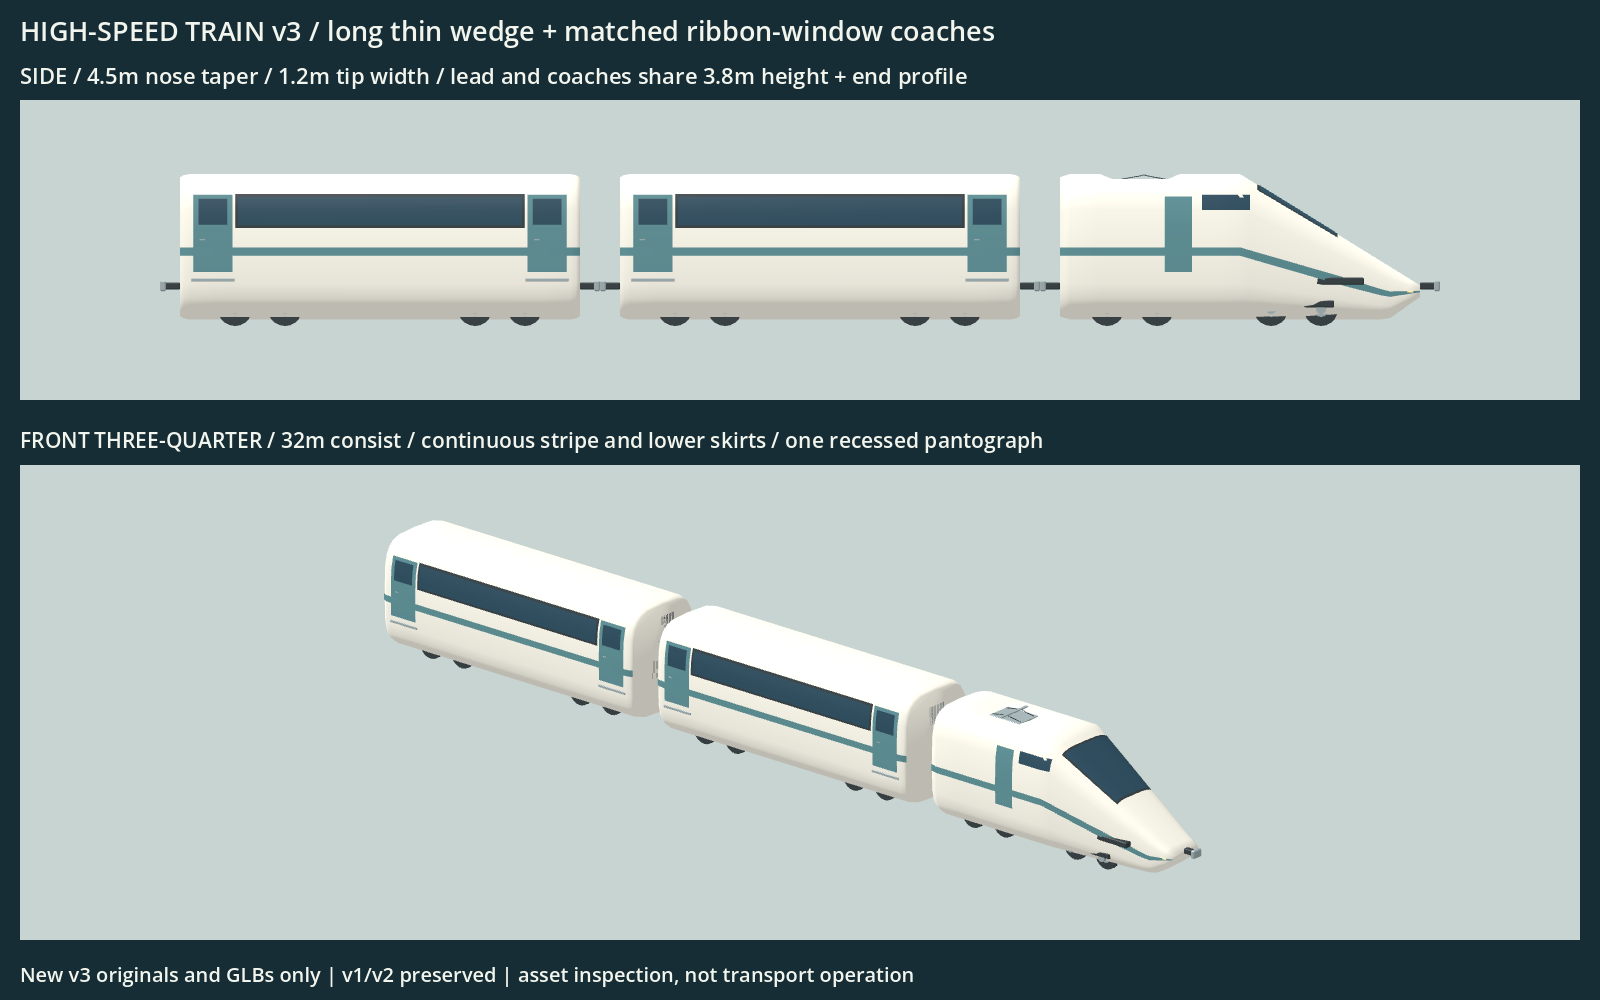 HIGH-SPEED TRAIN v3 / long thin wedge + matched ribbon-window coaches
SIDE / 4.5m nose taper / 1.2m tip width / lead and coaches share 3.8m height + end profile
FRONT THREE-QUARTER / 32m consist / continuous stripe and lower skirts / one recessed pantograph
New v3 originals and GLBs only | v1/v2 preserved | asset inspection, not transport operation